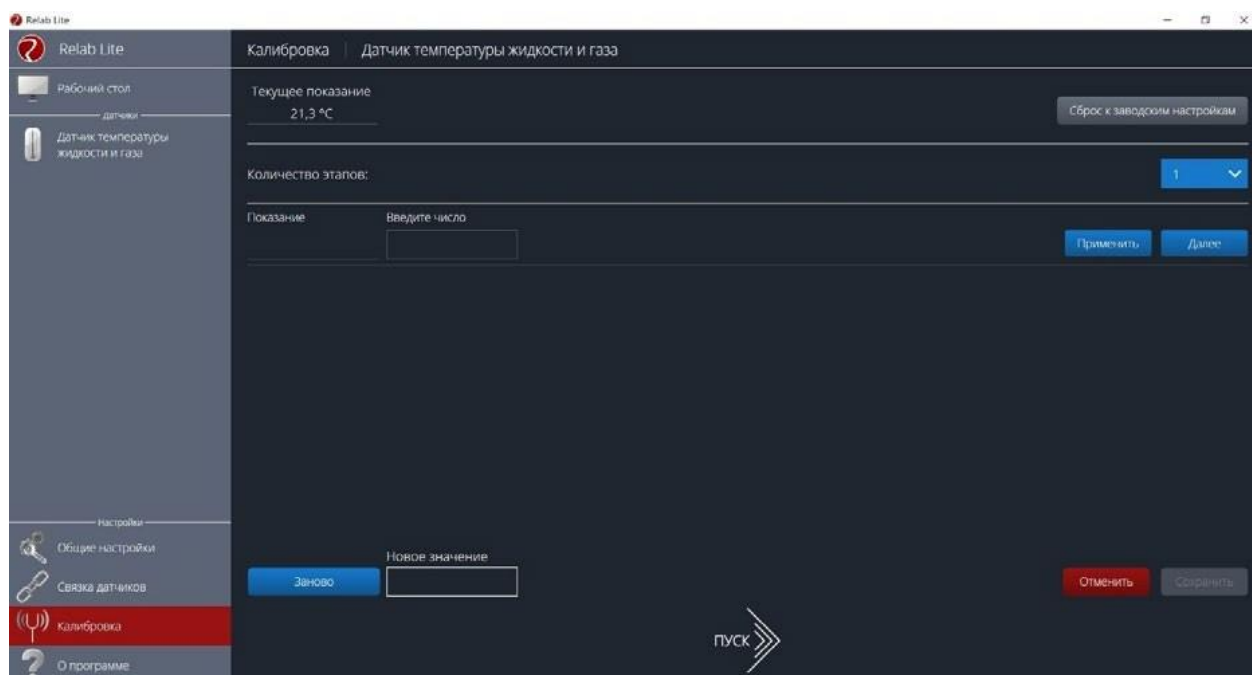 Relab Lite
Relab Lite
Калибровка
Датчик температуры жидкости и газа
Рабочий стол
Датчики
Датчик температуры
жидкости и газа
Текущее показание
21,3 °C
Сброс к заводским настройкам
Количество этапов:
1
Показание
Введите число
Применить
Далее
Настройки
Общие настройки
Связка датчиков
Калибровка
О программе
Новое значение
Заново
Отменить
Сохранить
ПУСК